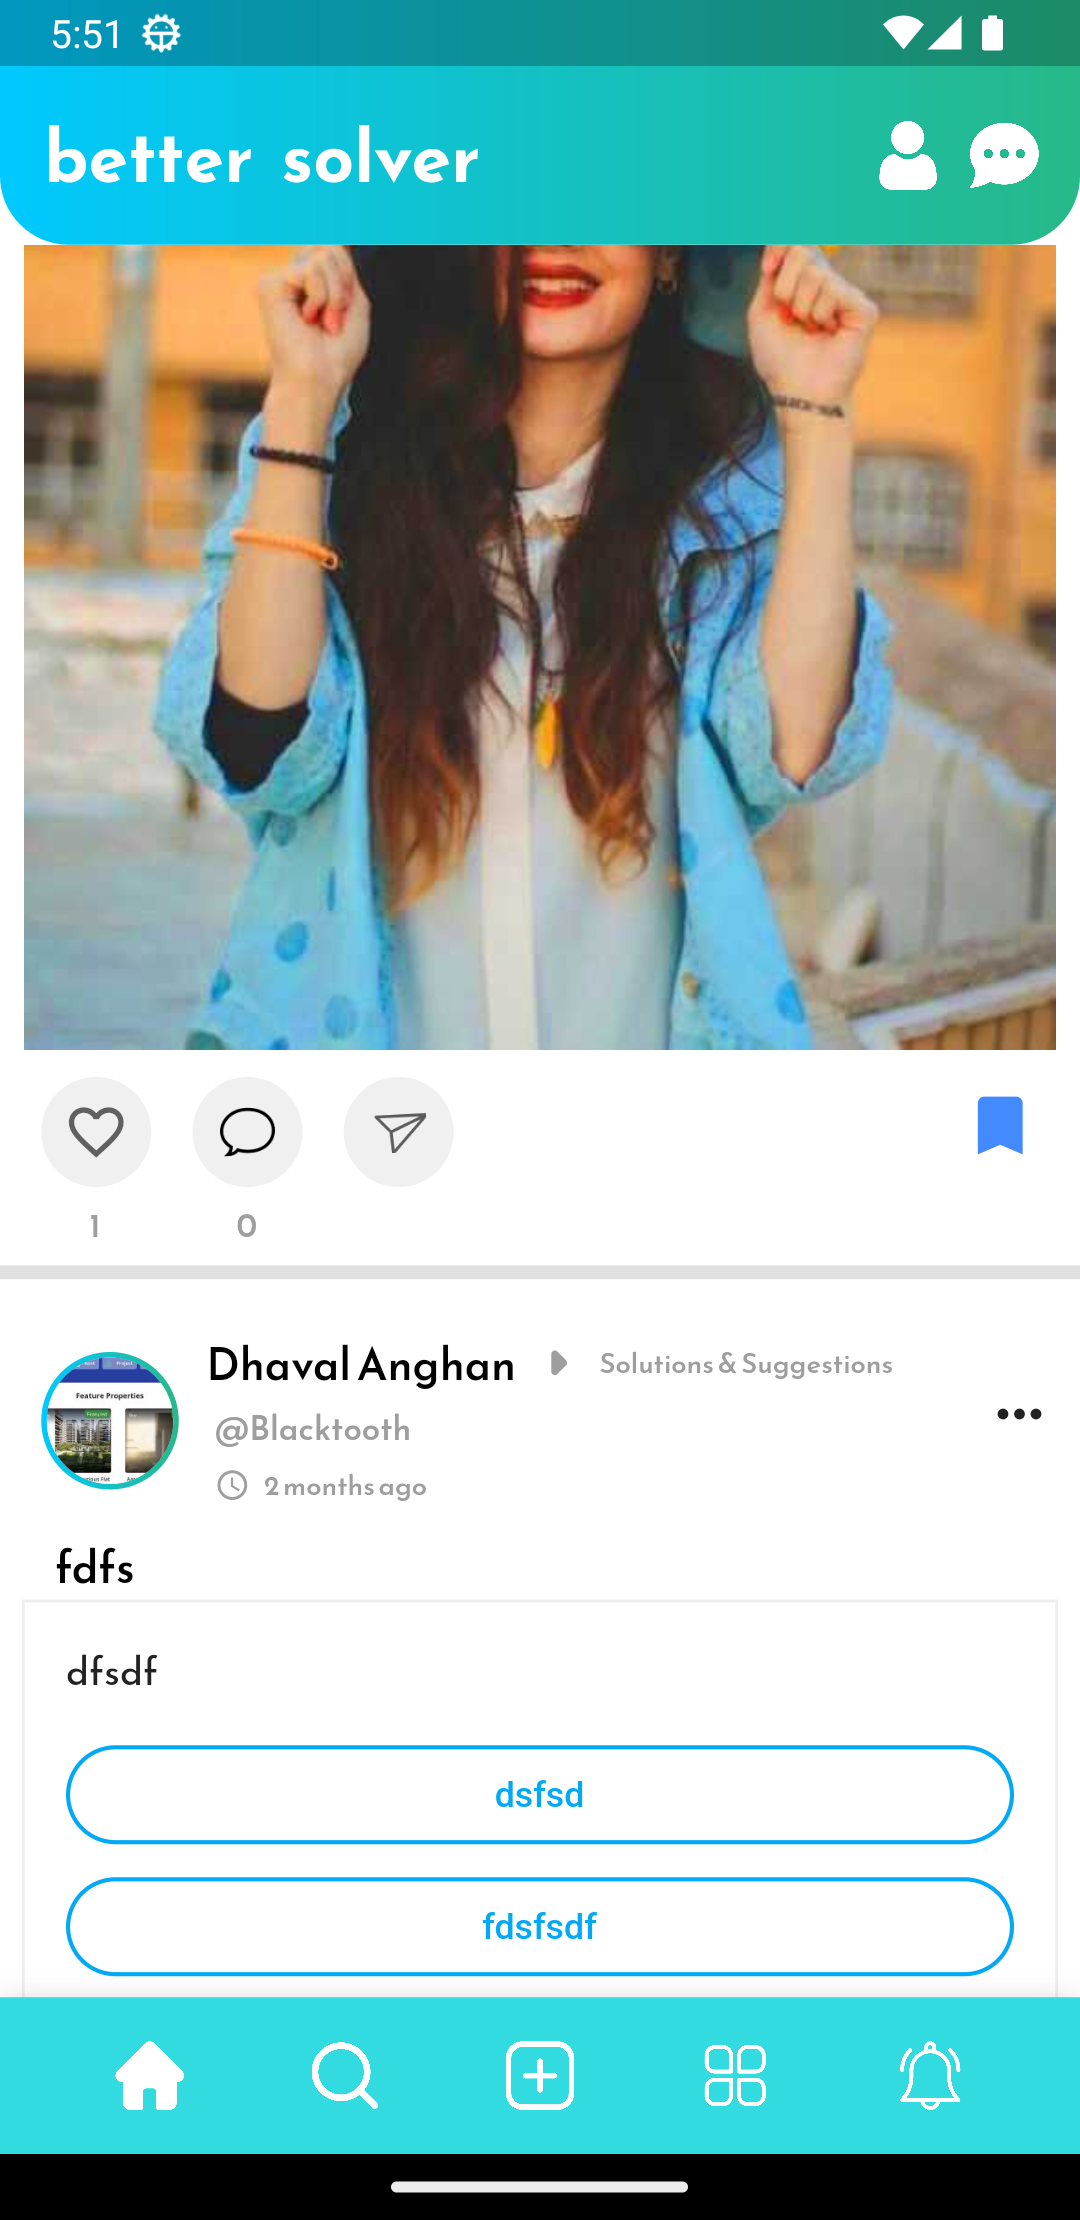 5:51
better solver
1
0
Dhaval Anghan
Solutions & Suggestions
@Blacktooth
2 months ago
Feature Properties
fdfs
dfsdf
dsfsd
fdsfsdf